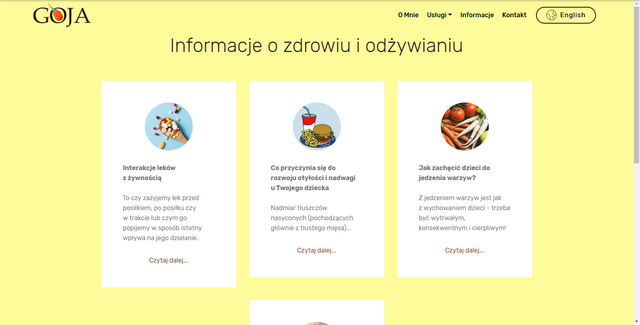 GOJA
O Mnie Usługi Informacje Kontakt English
Informacje o zdrowiu i odżywianiu
Interakcje leków
z żywnością
To czy zażyjemy lek przed
posiłkiem, po posiłku czy
w trakcie lub czym go
popijemy w sposób istotny
wpływa na jego działanie.
Czytaj dalej...
Co przyczynia się do
rozwoju otyłości i nadwagi
u Twojego dziecka
Nadmiar tłuszczów
nasyconych (pochodzących
głównie z tłustego mięsa)...
Czytaj dalej...
Jak zachęcić dzieci do
jedzenia warzyw?
Z jedzeniem warzyw jest jak
z wychowaniem dzieci - trzeba
być wytrwałym,
konsekwentnym i cierpliwym!
Czytaj dalej...